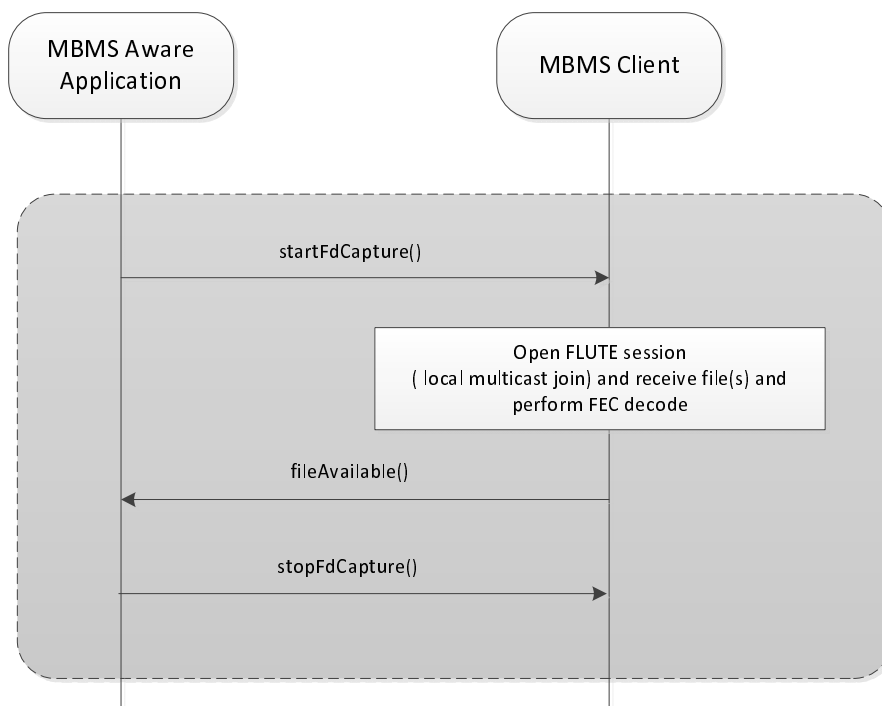 MBMS Aware
Application
MBMS Client
startFdCapture()
Open FLUTE session
( local multicast join) and receive file(s) and
perform FEC decode
fileAvailable()
stopFdCapture()